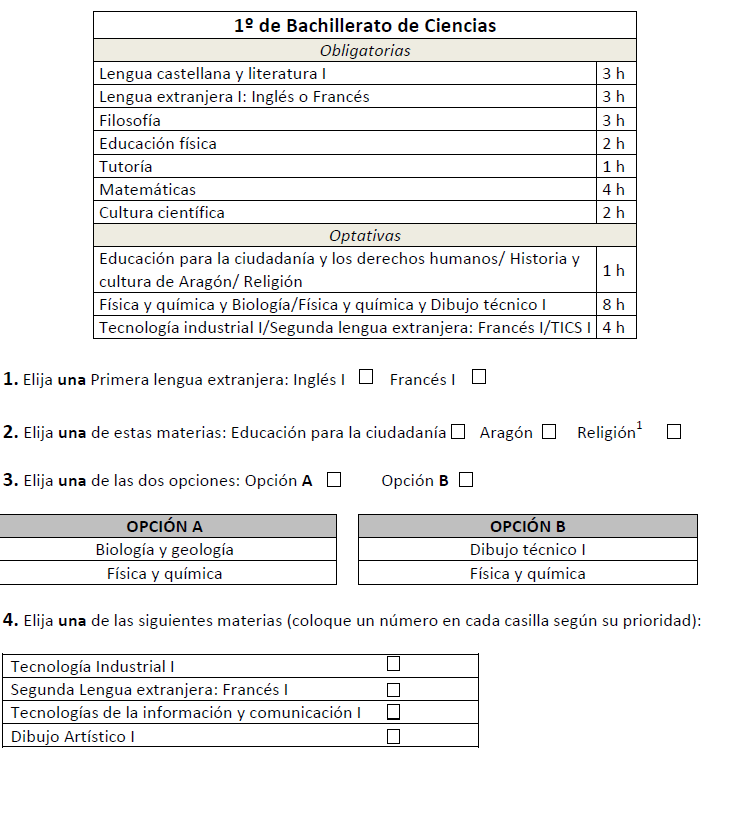 1º de Bachillerato de Ciencias
Obligatorias
Lengua castellana y literatura I 3 h
Lengua extranjera I: Inglés o Francés 3 h
Filosofía 3 h
Educación física 2 h
Tutoría 1 h
Matemáticas 4 h
Cultura científica 2 h
Optativas
Educación para la ciudadanía y los derechos humanos/ Historia y
cultura de Aragón/ Religión 1 h
Física y química y Biología/Física y química y Dibujo técnico I 8 h
Tecnología industrial I/Segunda lengua extranjera: Francés I/TICS I 4 h
1. Elija una Primera lengua extranjera: Inglés I □ Francés I □
2. Elija una de estas materias: Educación para la ciudadanía □ Aragón □ Religión¹ □
3. Elija una de las dos opciones: Opción A □ Opción B □
OPCIÓN A OPCIÓN B
Biología y geología Dibujo técnico I
Física y química Física y química
4. Elija una de las siguientes materias (coloque un número en cada casilla según su prioridad):
Tecnología Industrial I □
Segunda Lengua extranjera: Francés I □
Tecnologías de la información y comunicación I □
Dibujo Artístico I □